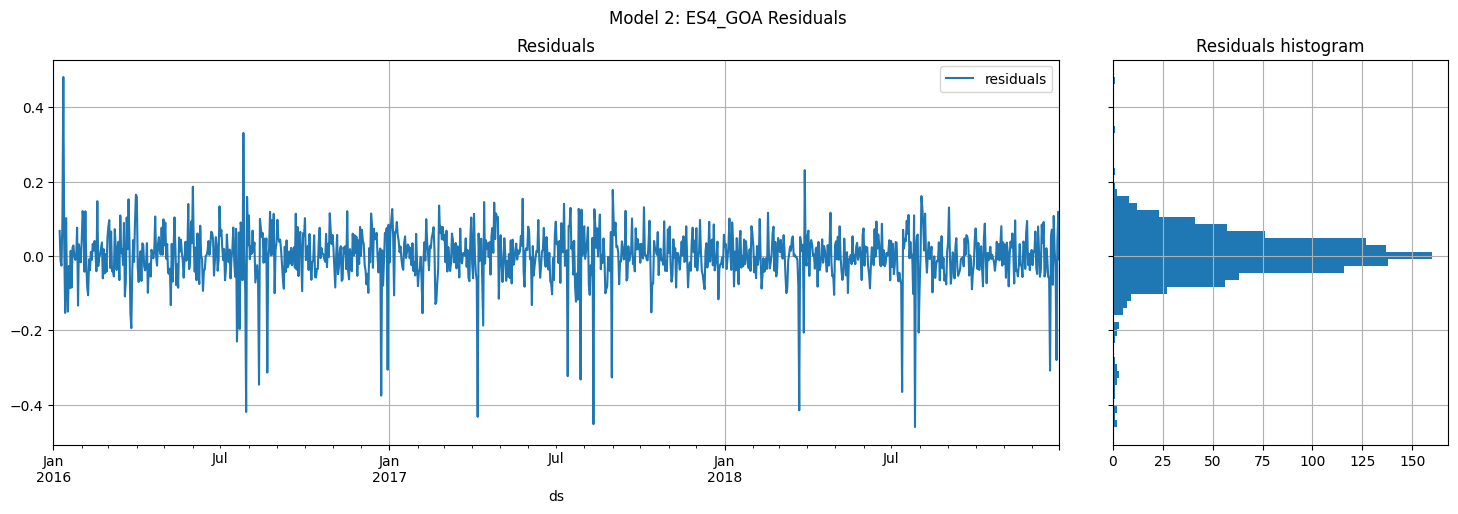 Model 2: ES4_GOA Residuals
Residuals
Residuals histogram
residuals
0.4
0.2
0.0
−0.2
−0.4
Jan
2016
Jul
Jan
2017
Jul
Jan
2018
Jul
ds
0 25 50 75 100 125 150